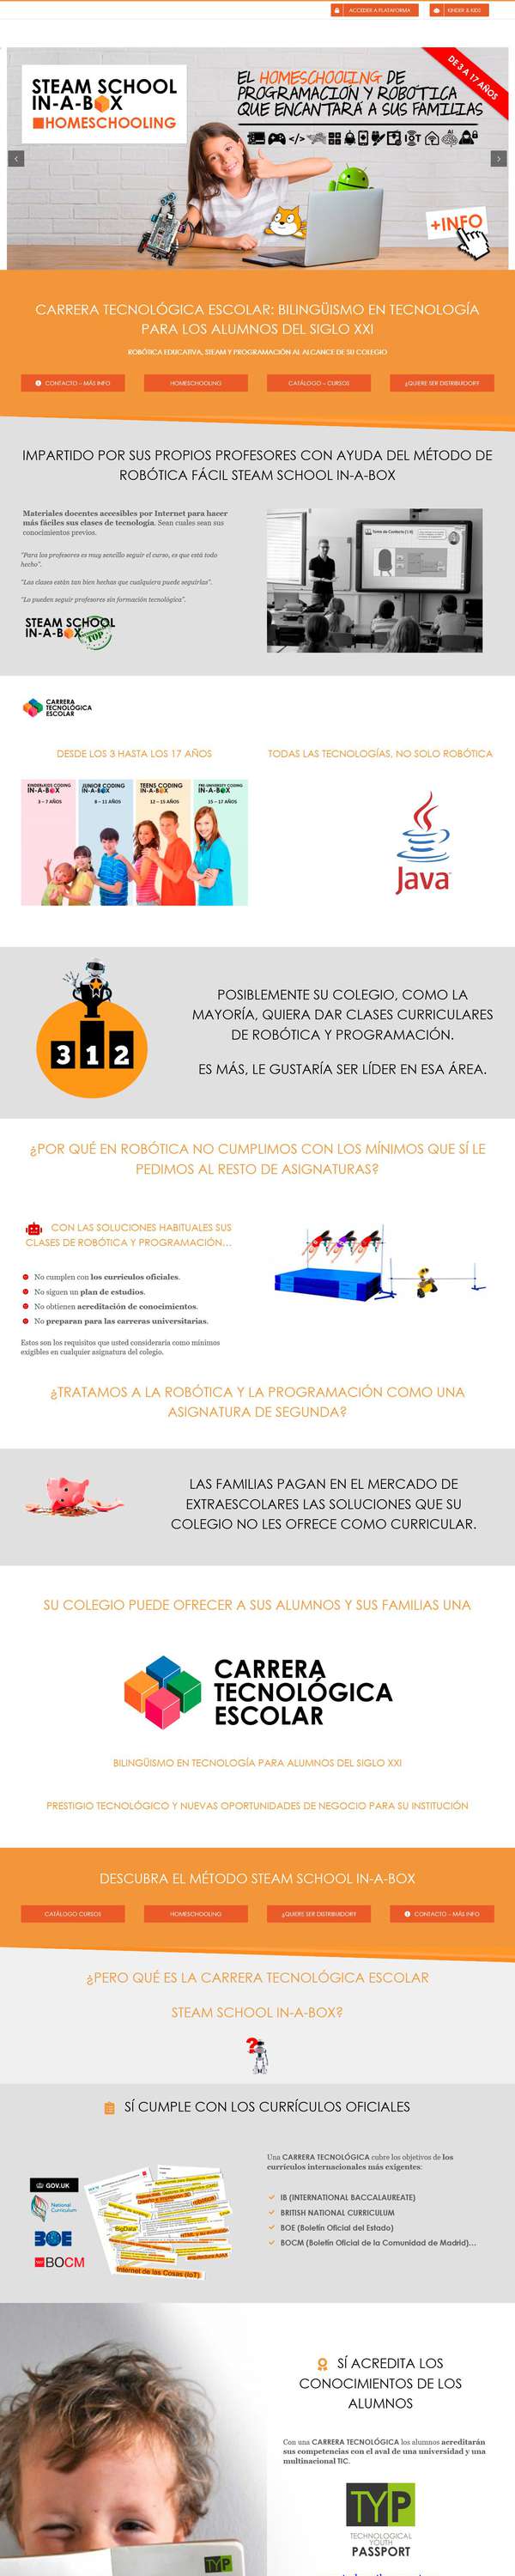 ACCEDER A PLATAFORMA
KINDER & KIDS
STEAM SCHOOL
IN-A-BOX
HOMESCHOOLING
EL HOMESCHOOLING DE
PROGRAMACIÓN Y ROBÓTICA
QUE ENCANTARÁ A SUS FAMILIAS
DE 3 A 17 AÑOS
IOT
AI
+INFO
CARRERA TECNOLÓGICA ESCOLAR: BILINGÜISMO EN TECNOLOGÍA
PARA LOS ALUMNOS DEL SIGLO XXI
ROBÓTICA EDUCATIVA, STEAM Y PROGRAMACIÓN AL ALCANCE DE SU COLEGIO
CONTACTO – MÁS INFO
HOMESCHOOLING
CATÁLOGO – CURSOS
¿QUIERE SER DISTRIBUIDOR?
IMPARTIDO POR SUS PROPIOS PROFESORES CON AYUDA DEL MÉTODO DE
ROBÓTICA FÁCIL STEAM SCHOOL IN-A-BOX
Materiales docentes accesibles por Internet para hacer
más fáciles sus clases de tecnología. Sean cuales sean sus
conocimientos previos.
"Para los profesores es muy sencillo seguir el curso, es que está todo
hecho".
"Las clases están tan bien hechas que cualquiera puede seguirlas".
"Lo pueden seguir profesores sin formación tecnológica".
STEAM SCHOOL
IN-A-BOX
TOP
CARRERA
TECNOLÓGICA
ESCOLAR
DESDE LOS 3 HASTA LOS 17 AÑOS
TODAS LAS TECNOLOGÍAS, NO SOLO ROBÓTICA
KINDER&KIDS CODING
IN-A-BOX
3 – 7 AÑOS
JUNIOR CODING
IN-A-BOX
8 – 11 AÑOS
TEENS CODING
IN-A-BOX
12 – 15 AÑOS
PRE-UNIVERSITY CODING
IN-A-BOX
15 – 17 AÑOS
Java
3 1 2
POSIBLEMENTE SU COLEGIO, COMO LA
MAYORÍA, QUIERA DAR CLASES CURRICULARES
DE ROBÓTICA Y PROGRAMACIÓN.
ES MÁS, LE GUSTARÍA SER LÍDER EN ESA ÁREA.
¿POR QUÉ EN ROBÓTICA NO CUMPLIMOS CON LOS MÍNIMOS QUE SÍ LE
PEDIMOS AL RESTO DE ASIGNATURAS?
CON LAS SOLUCIONES HABITUALES SUS
CLASES DE ROBÓTICA Y PROGRAMACIÓN…
No cumplen con los currículos oficiales.
No siguen un plan de estudios.
No obtienen acreditación de conocimientos.
No preparan para las carreras universitarias.
Estos son los requisitos que usted consideraría como mínimos
exigibles en cualquier asignatura del colegio.
¿TRATAMOS A LA ROBÓTICA Y LA PROGRAMACIÓN COMO UNA
ASIGNATURA DE SEGUNDA?
LAS FAMILIAS PAGAN EN EL MERCADO DE
EXTRAESCOLARES LAS SOLUCIONES QUE SU
COLEGIO NO LES OFRECE COMO CURRICULAR.
SU COLEGIO PUEDE OFRECER A SUS ALUMNOS Y SUS FAMILIAS UNA
CARRERA
TECNOLÓGICA
ESCOLAR
BILINGÜISMO EN TECNOLOGÍA PARA ALUMNOS DEL SIGLO XXI
PRESTIGIO TECNOLÓGICO Y NUEVAS OPORTUNIDADES DE NEGOCIO PARA SU INSTITUCIÓN
DESCUBRA EL MÉTODO STEAM SCHOOL IN-A-BOX
CATÁLOGO CURSOS
HOMESCHOOLING
¿QUIERE SER DISTRIBUIDOR?
CONTACTO – MÁS INFO
¿PERO QUÉ ES LA CARRERA TECNOLÓGICA ESCOLAR
STEAM SCHOOL IN-A-BOX?
SÍ CUMPLE CON LOS CURRÍCULOS OFICIALES
GOV.UK
National
Curriculum
BOE
BOCM
BigData
Internet de las Cosas (IoT)
Una CARRERA TECNOLÓGICA cubre los objetivos de los
currículos internacionales más exigentes:
IB (INTERNATIONAL BACCALAUREATE)
BRITISH NATIONAL CURRICULUM
BOE (Boletín Oficial del Estado)
BOCM (Boletín Oficial de la Comunidad de Madrid)…
SÍ ACREDITA LOS
CONOCIMIENTOS DE LOS
ALUMNOS
Con una CARRERA TECNOLÓGICA los alumnos acreditarán
sus competencias con el aval de una universidad y una
multinacional TIC.
TYP
TECHNOLOGICAL
YOUTH
PASSPORT
TYP